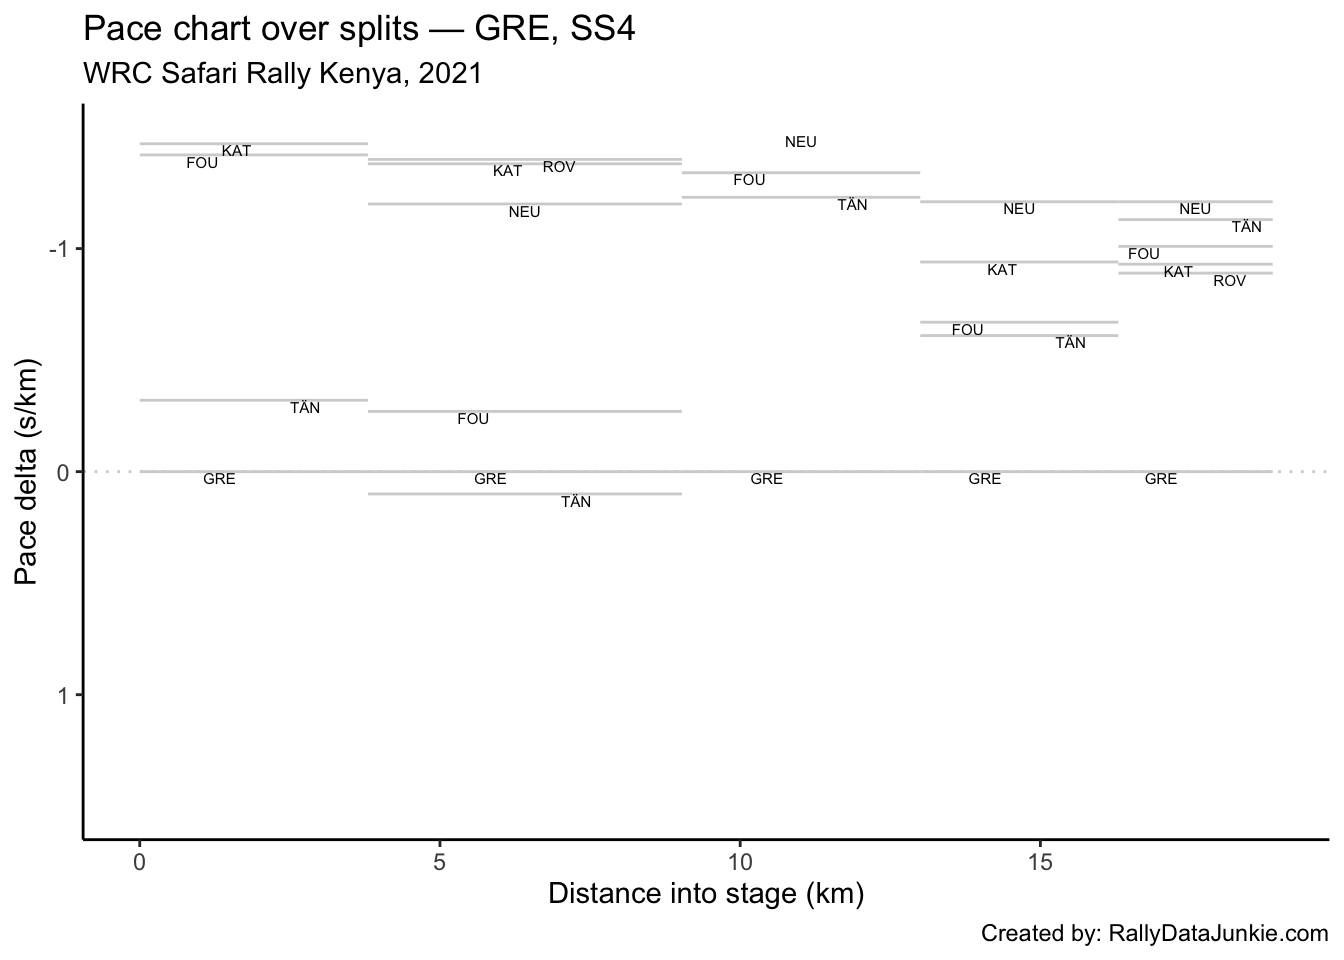 Pace chart over splits — GRE, SS4
WRC Safari Rally Kenya, 2021
NEU
KAT
FOU
ROV
KAT
FOU
NEU
TÄN
NEU
NEU
TÄN
-1
FOU
KAT
KAT
ROV
FOU
TÄN
TÄN
FOU
0
GRE
GRE
GRE
GRE
GRE
TÄN
1
Pace delta (s/km)
0
5
10
15
Distance into stage (km)
Created by: RallyDataJunkie.com